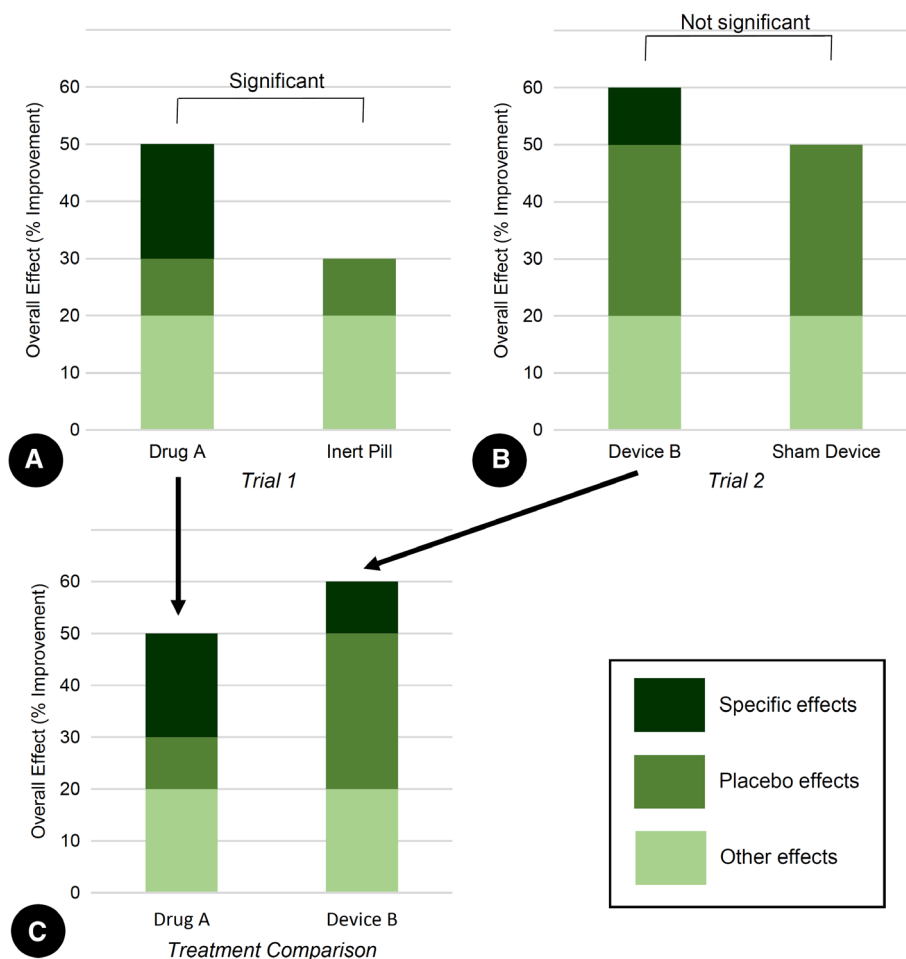 Significant
Overall Effect (% Improvement)
60
50
40
30
20
10
0
Drug A
Inert Pill
A
Trial 1
Not significant
Overall Effect (% Improvement)
60
50
40
30
20
10
0
Device B
Sham Device
B
Trial 2
Overall Effect (% Improvement)
60
50
40
30
20
10
0
Drug A
Device B
C
Treatment Comparison
Specific effects
Placebo effects
Other effects